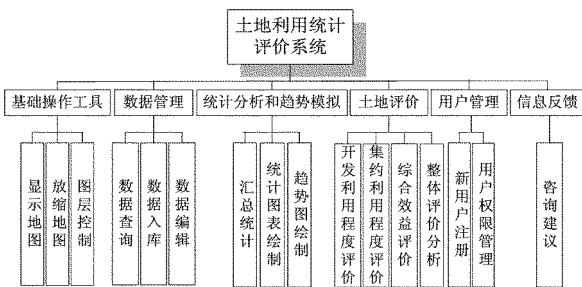 土地利用统计
评价系统
基础操作工具
数据管理
统计分析和趋势模拟
土地评价
用户管理
信息反馈
显示地图
放缩地图
图层控制
数据查询
数据入库
数据编辑
汇总统计
统计图表绘制
趋势图绘制
开发利用程度评价
集约利用程度评价
综合效益评价
整体评价分析
新用户注册
用户权限管理
咨询建议